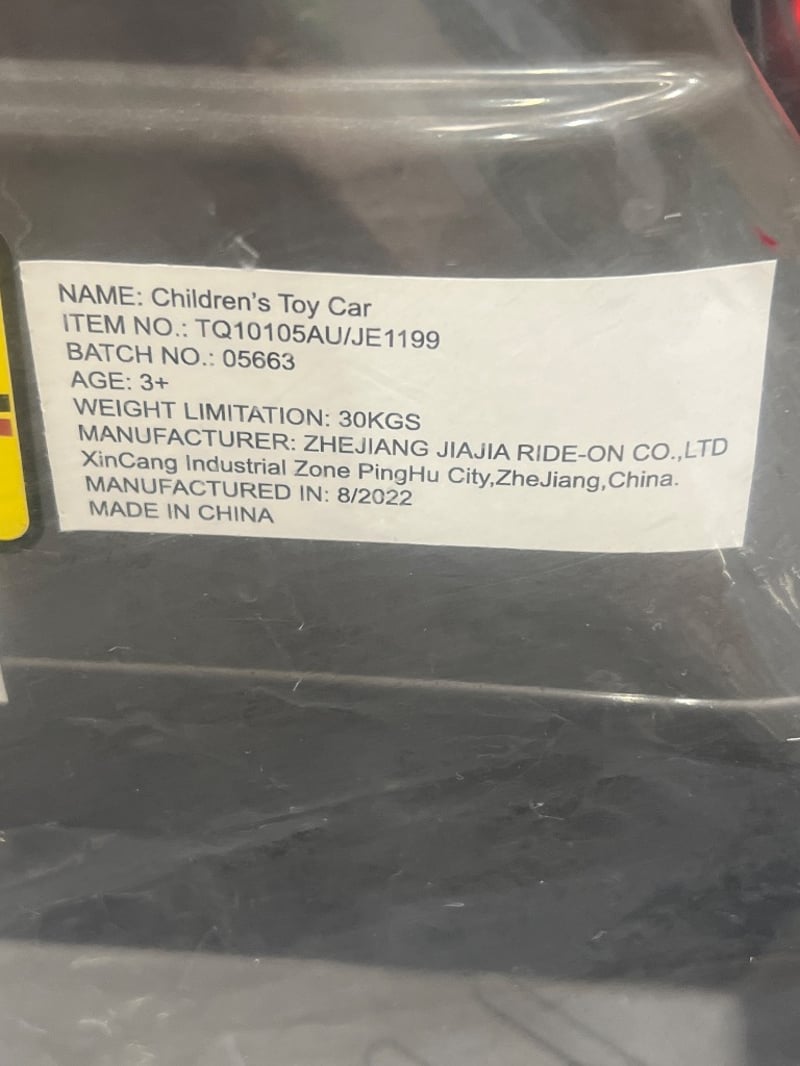 NAME: Children's Toy Car
ITEM NO.: TQ10105AU/JE1199
BATCH NO.: 05663
AGE: 3+
WEIGHT LIMITATION: 30KGS
MANUFACTURER: ZHEJIANG JIAJIA RIDE-ON CO.,LTD
XinCang Industrial Zone PingHu City,ZheJiang,China.
MANUFACTURED IN: 8/2022
MADE IN CHINA